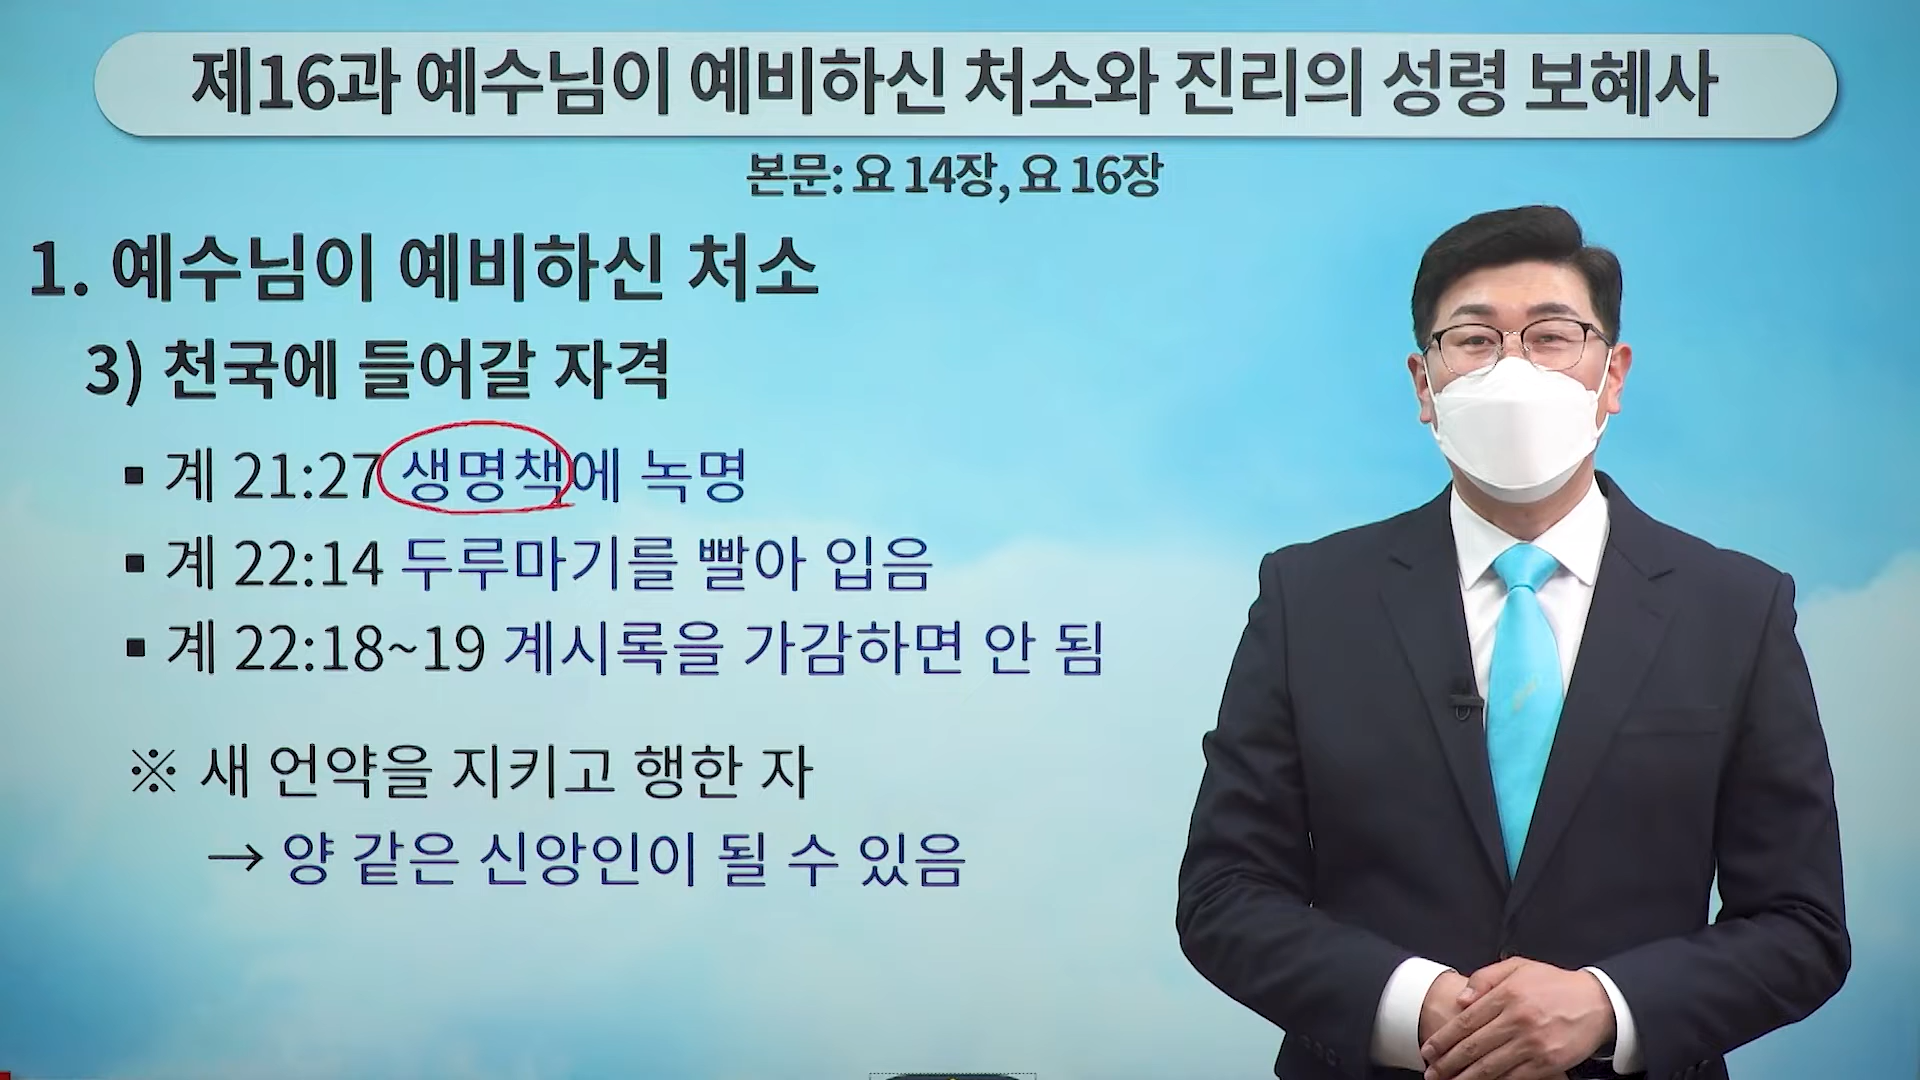 제16과 예수님이 예비하신 처소와 진리의 성령 보혜사
본문: 요 14장, 요 16장
1. 예수님이 예비하신 처소
3) 천국에 들어갈 자격
▪ 계 21:27 생명책에 녹명
▪ 계 22:14 두루마기를 빨아 입음
▪ 계 22:18~19 계시록을 가감하면 안 됨
※ 새 언약을 지키고 행한 자
→ 양 같은 신앙인이 될 수 있음